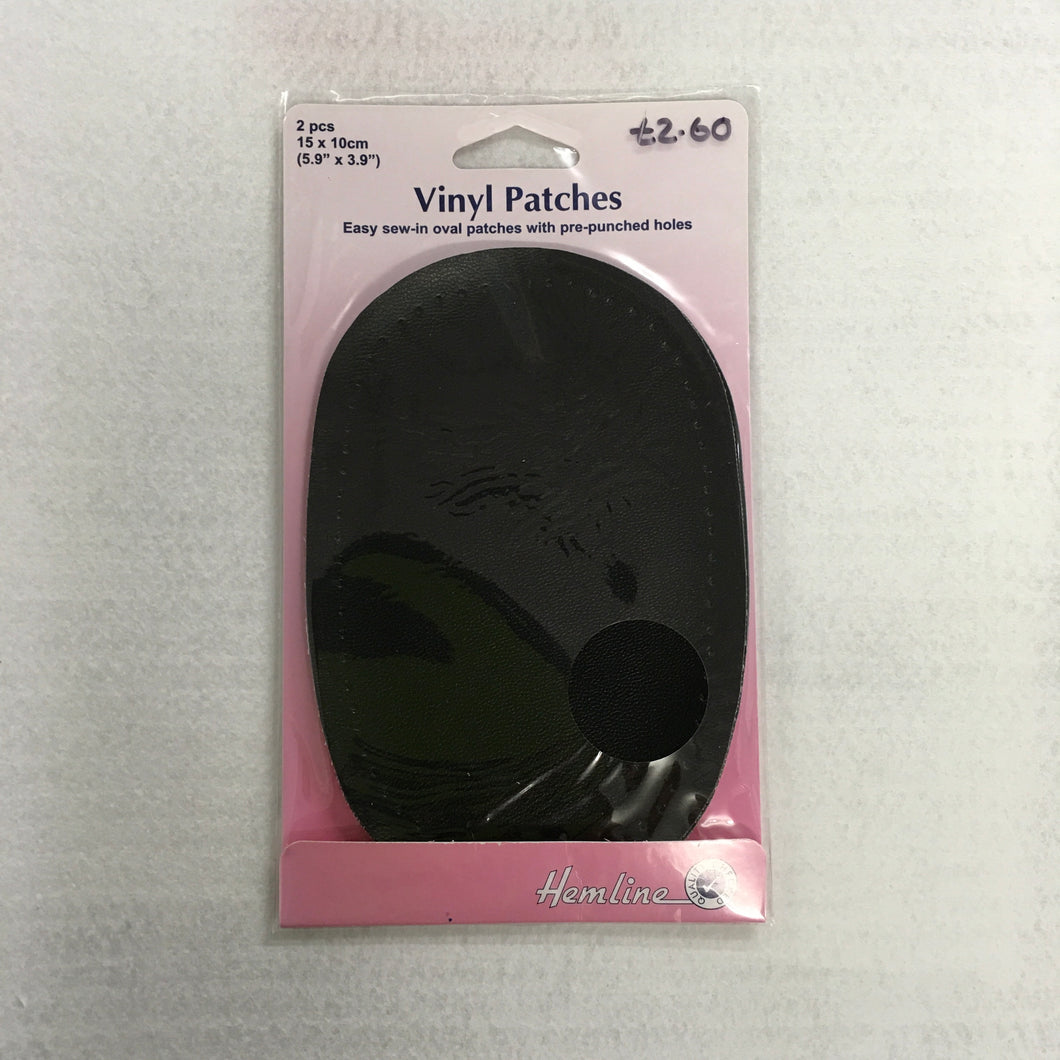 2 pcs
15 x 10cm
(5.9" x 3.9")
£2.60
Vinyl Patches
Easy sew-in oval patches with pre-punched holes
Hemline
QUALITY